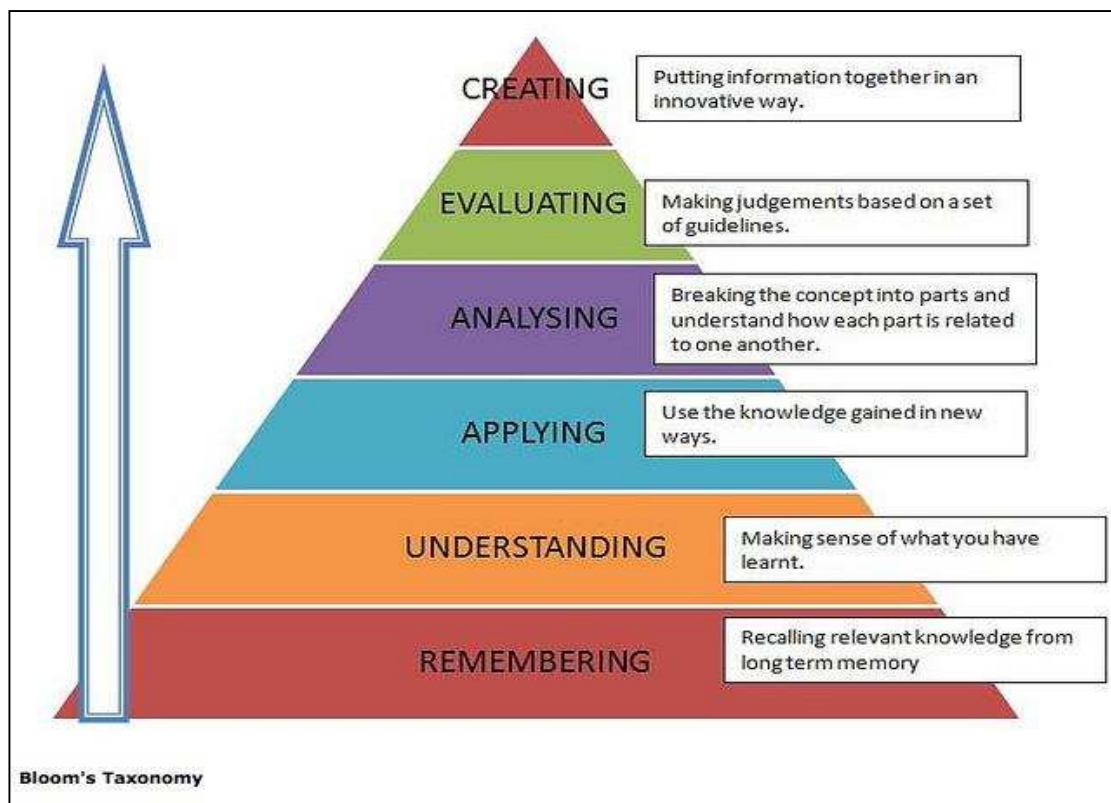 CREATING
Putting information together in an
innovative way.
EVALUATING
Making judgements based on a set
of guidelines.
ANALYSING
Breaking the concept into parts and
understand how each part is related
to one another.
APPLYING
Use the knowledge gained in new
ways.
UNDERSTANDING
Making sense of what you have
learnt.
REMEMBERING
Recalling relevant knowledge from
long term memory
Bloom's Taxonomy